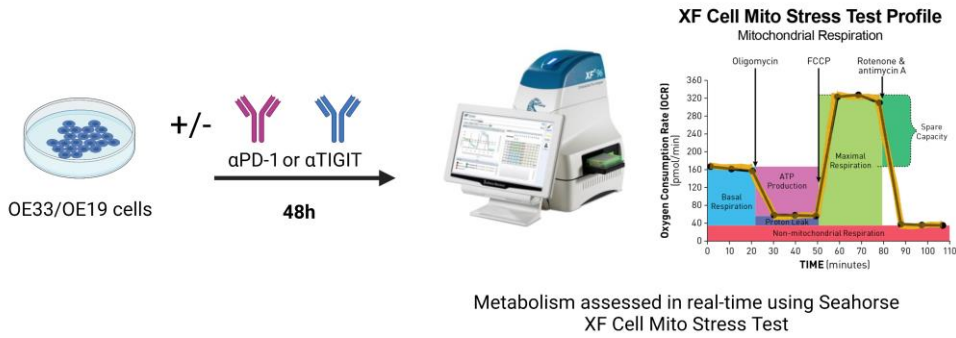 XF Cell Mito Stress Test Profile
Mitochondrial Respiration
Oligomycin
FCCP
Rotenone &
antimycin A
Oxygen Consumption Rate (OCR)
(pmol/min)
360
320
280
240
200
160
120
80
40
0
Basal
Respiration
ATP
Production
Proton Leak
Maximal
Respiration
Spare
Capacity
Non-mitochondrial Respiration
0 10 20 30 40 50 60 70 80 90 100 110
TIME (minutes)
+/-
αPD-1 or αTIGIT
48h
OE33/OE19 cells
XF
Metabolism assessed in real-time using Seahorse
XF Cell Mito Stress Test